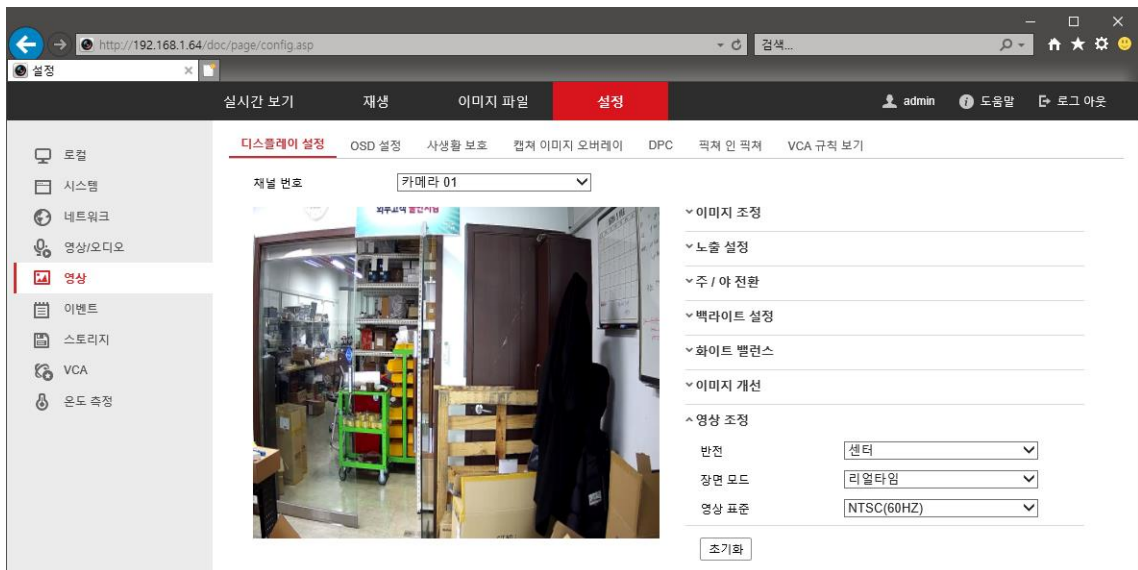 http://192.168.1.64/doc/page/config.asp
검색...
설정
실시간 보기 재생 이미지 파일 설정 admin 도움말 로그 아웃
로컬
시스템
네트워크
영상/오디오
영상
이벤트
스토리지
VCA
온도 측정
디스플레이 설정 OSD 설정 사생활 보호 캡쳐 이미지 오버레이 DPC 픽쳐 인 픽쳐 VCA 규칙 보기
채널 번호 카메라 01
이미지 조정
노출 설정
주 / 야 전환
백라이트 설정
화이트 밸런스
이미지 개선
영상 조정
반전 센터
장면 모드 리얼타임
영상 표준 NTSC(60HZ)
초기화